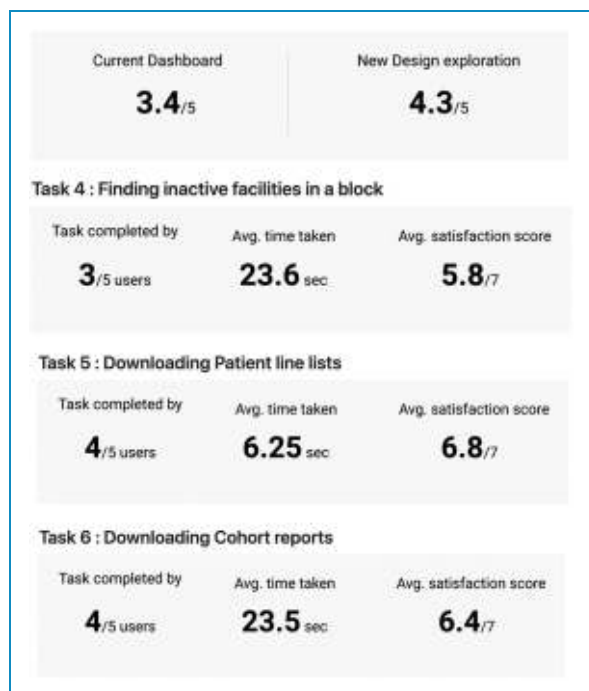 Current Dashboard New Design exploration
3.4/5 4.3/5
Task 4 : Finding inactive facilities in a block
Task completed by Avg. time taken Avg. satisfaction score
3/5 users 23.6 sec 5.8/7
Task 5 : Downloading Patient line lists
Task completed by Avg. time taken Avg. satisfaction score
4/5 users 6.25 sec 6.8/7
Task 6 : Downloading Cohort reports
Task completed by Avg. time taken Avg. satisfaction score
4/5 users 23.5 sec 6.4/7